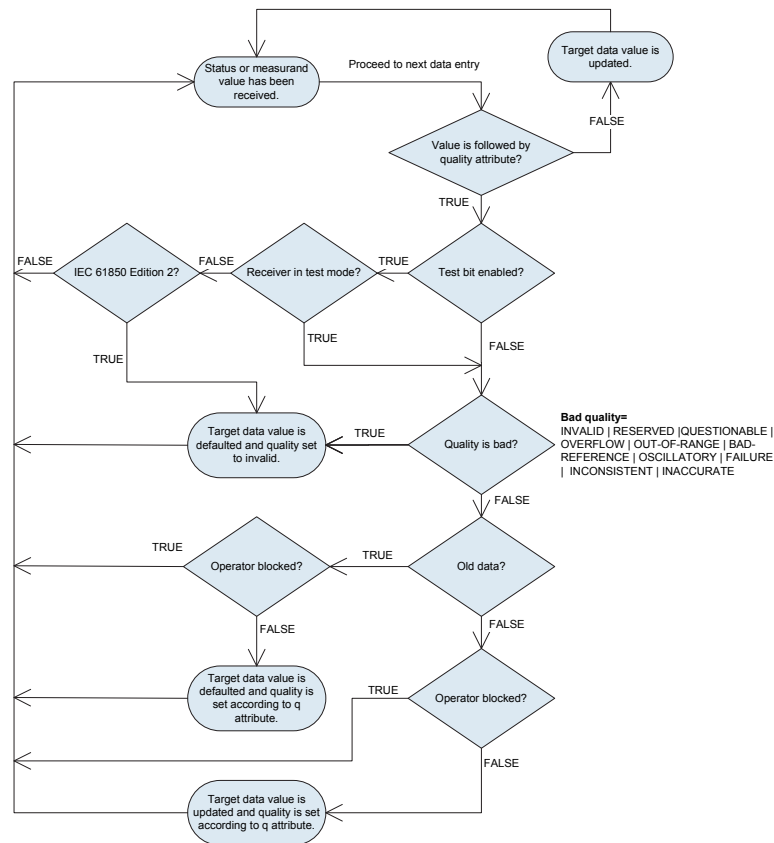 Status or measurand
value has been
received.
Proceed to next data entry
Target data value is
updated.
FALSE
Value is followed by
quality attribute?
TRUE
FALSE
IEC 61850 Edition 2?
FALSE
Receiver in test mode?
TRUE
Test bit enabled?
TRUE
TRUE
FALSE
Target data value is
defaulted and quality set
to invalid.
TRUE
Quality is bad?
Bad quality=
INVALID | RESERVED |QUESTIONABLE |
OVERFLOW | OUT-OF-RANGE | BAD-
REFERENCE | OSCILLATORY | FAILURE
| INCONSISTENT | INACCURATE
FALSE
TRUE
Operator blocked?
TRUE
Old data?
FALSE
FALSE
Target data value is
defaulted and quality is
set according to q
attribute.
TRUE
Operator blocked?
FALSE
Target data value is
updated and quality is set
according to q attribute.